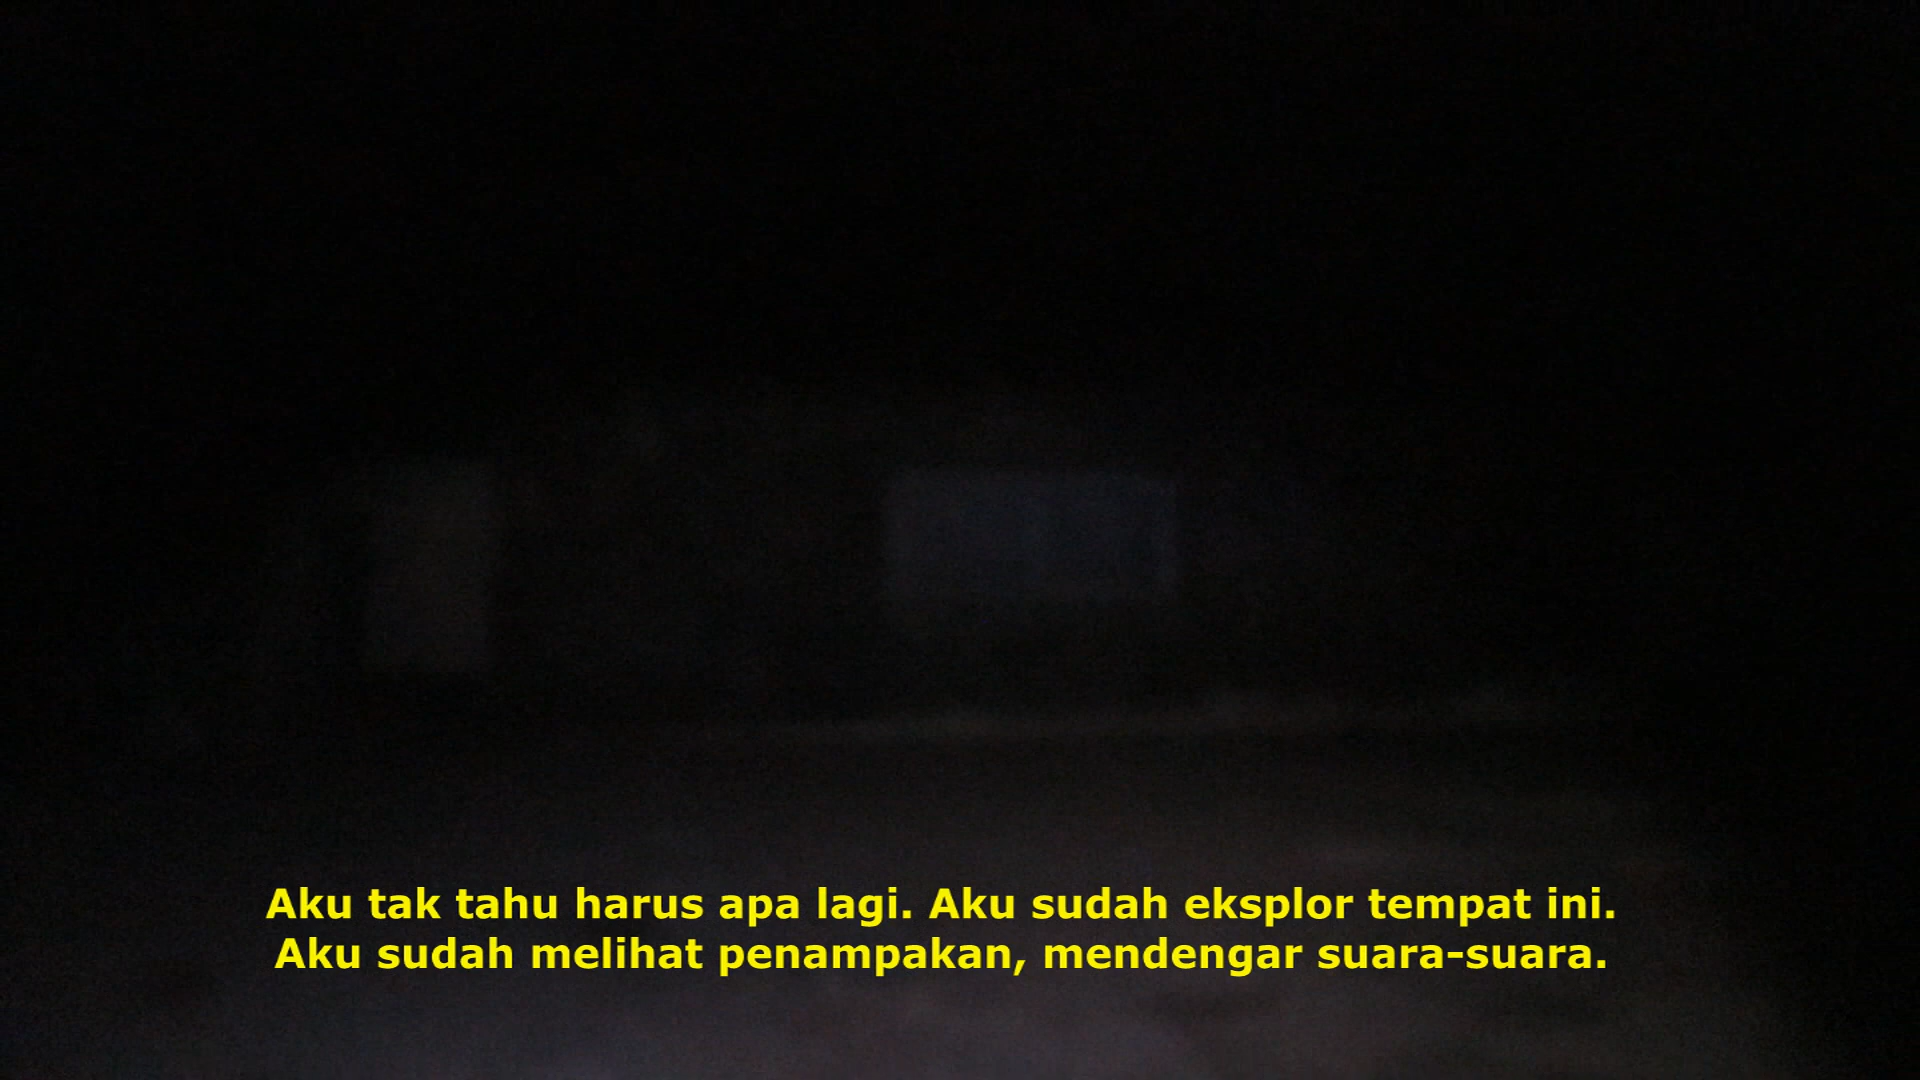 Aku tak tahu harus apa lagi. Aku sudah eksplor tempat ini.
Aku sudah melihat penampakan, mendengar suara-suara.